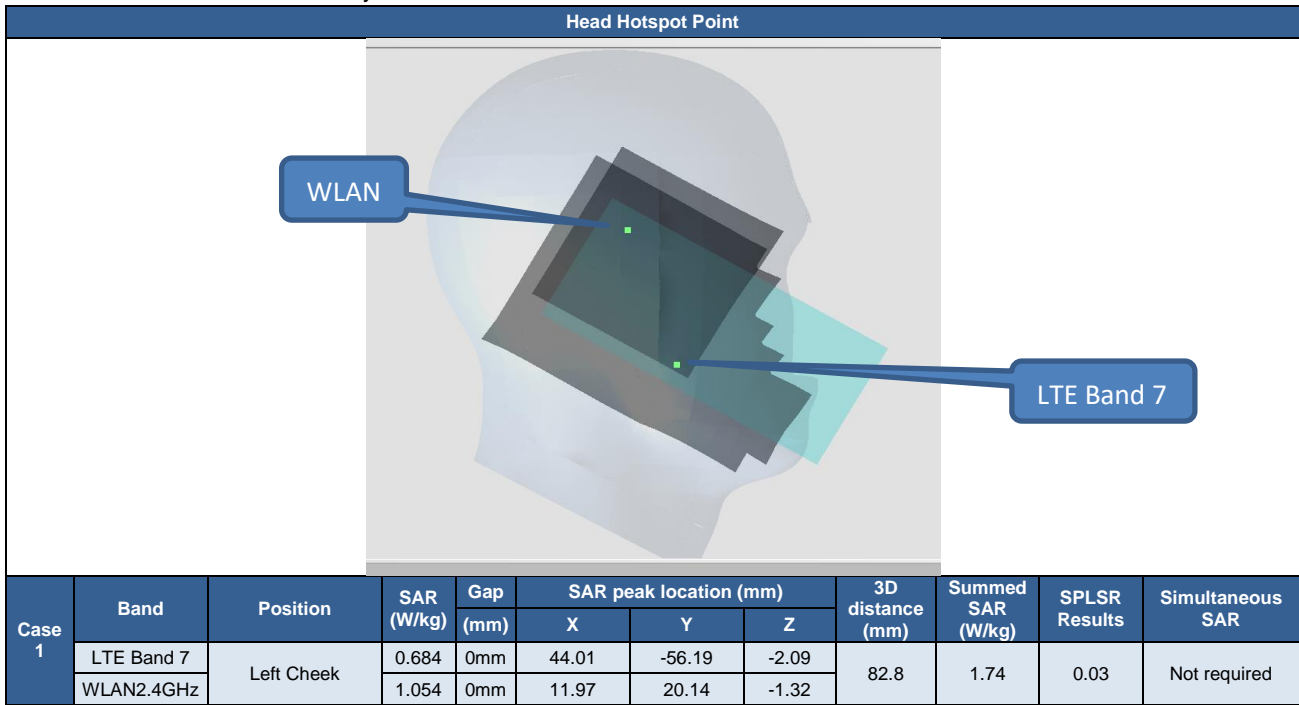 Head Hotspot Point
WLAN
LTE Band 7
Case 1 Band Position SAR (W/kg) Gap (mm) SAR peak location (mm) X Y Z 3D distance (mm) Summed SAR (W/kg) SPLSR Results Simultaneous SAR
LTE Band 7 Left Cheek 0.684 0mm 44.01 -56.19 -2.09 82.8 1.74 0.03 Not required
WLAN2.4GHz 1.054 0mm 11.97 20.14 -1.32